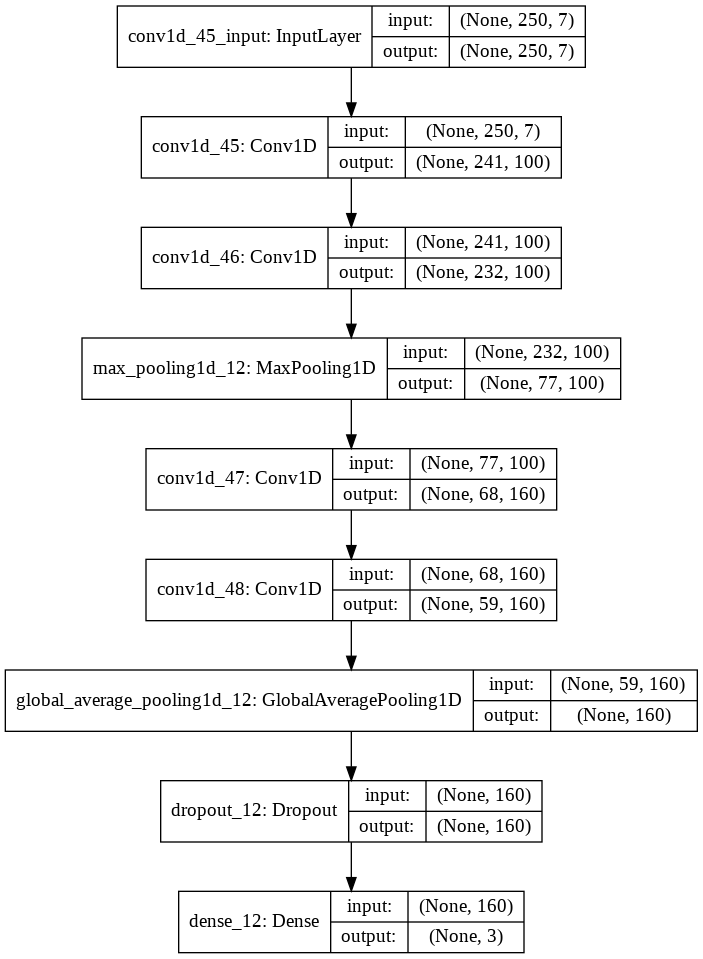 conv1d_45_input: InputLayer
input: (None, 250, 7)
output: (None, 250, 7)
conv1d_45: Conv1D
input: (None, 250, 7)
output: (None, 241, 100)
conv1d_46: Conv1D
input: (None, 241, 100)
output: (None, 232, 100)
max_pooling1d_12: MaxPooling1D
input: (None, 232, 100)
output: (None, 77, 100)
conv1d_47: Conv1D
input: (None, 77, 100)
output: (None, 68, 160)
conv1d_48: Conv1D
input: (None, 68, 160)
output: (None, 59, 160)
global_average_pooling1d_12: GlobalAveragePooling1D
input: (None, 59, 160)
output: (None, 160)
dropout_12: Dropout
input: (None, 160)
output: (None, 160)
dense_12: Dense
input: (None, 160)
output: (None, 3)